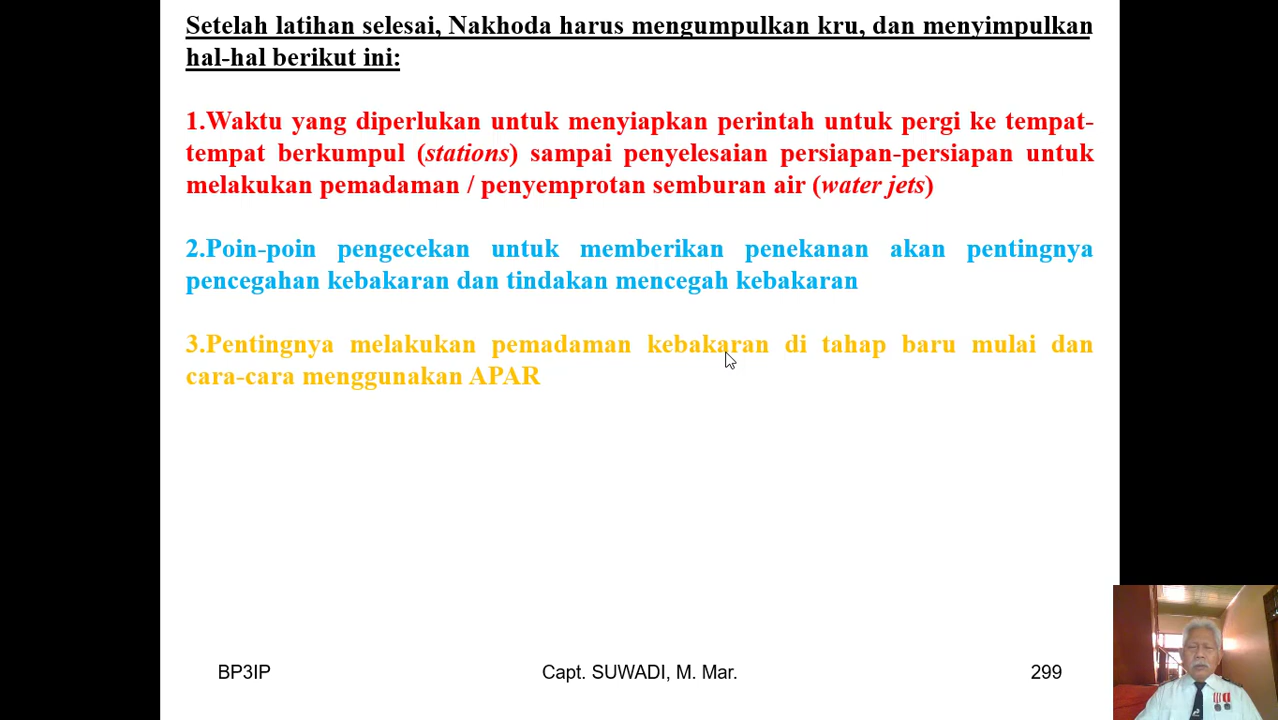 Setelah latihan selesai, Nakhoda harus mengumpulkan kru, dan menyimpulkan
hal-hal berikut ini:
1.Waktu yang diperlukan untuk menyiapkan perintah untuk pergi ke tempat-
tempat berkumpul (stations) sampai penyelesaian persiapan-persiapan untuk
melakukan pemadaman / penyemprotan semburan air (water jets)
2.Poin-poin pengecekan untuk memberikan penekanan akan pentingnya
pencegahan kebakaran dan tindakan mencegah kebakaran
3.Pentingnya melakukan pemadaman kebakaran di tahap baru mulai dan
cara-cara menggunakan APAR
BP3IP Capt. SUWADI, M. Mar. 299